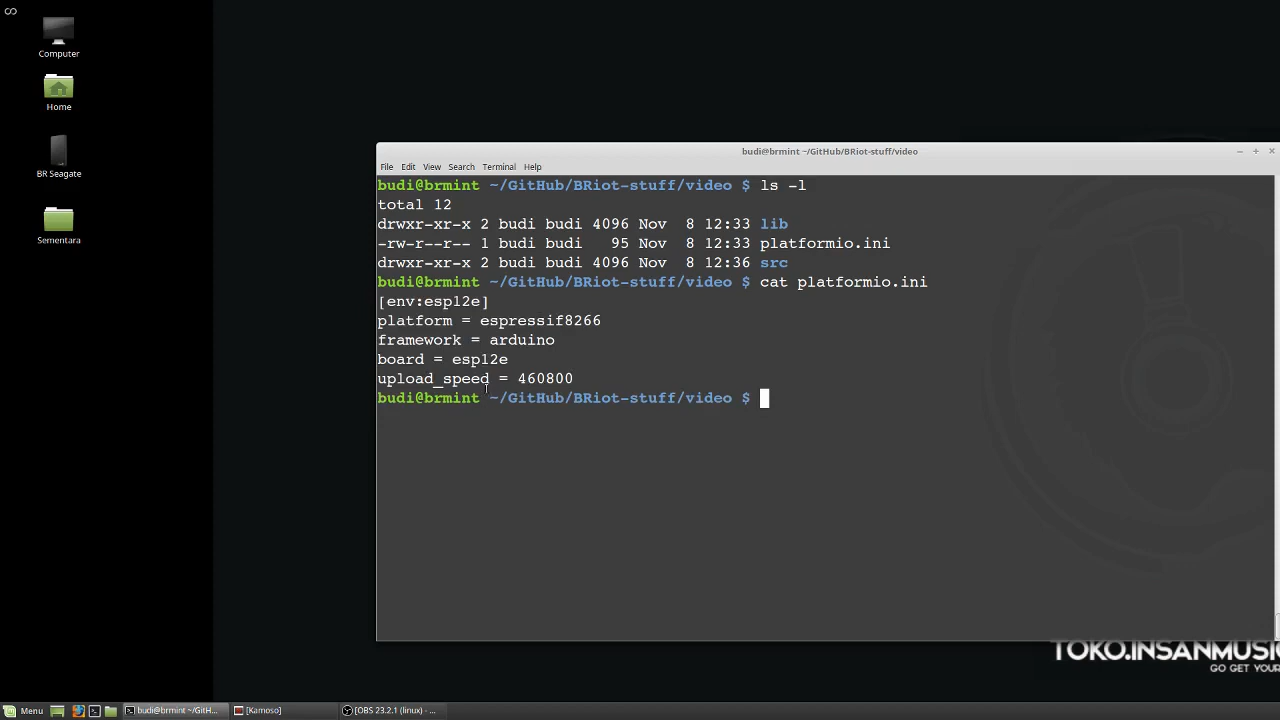 Computer
Home
BR Seagate
Sementara
budi@brmint ~/GitHub/BRiot-stuff/video
File Edit View Search Terminal Help
budi@brmint ~/GitHub/BRiot-stuff/video $ ls -l
total 12
drwxr-xr-x 2 budi budi 4096 Nov  8 12:33 lib
-rw-r--r-- 1 budi budi   95 Nov  8 12:33 platformio.ini
drwxr-xr-x 2 budi budi 4096 Nov  8 12:36 src
budi@brmint ~/GitHub/BRiot-stuff/video $ cat platformio.ini
[env:esp12e]
platform = espressif8266
framework = arduino
board = esp12e
upload_speed = 460800
budi@brmint ~/GitHub/BRiot-stuff/video $
TOKO.INSANMUSI
GO GET YOUR
Menu
budi@brmint ~/GitH...
[Kamoso]
[OBS 23.2.1 (linux) - ...